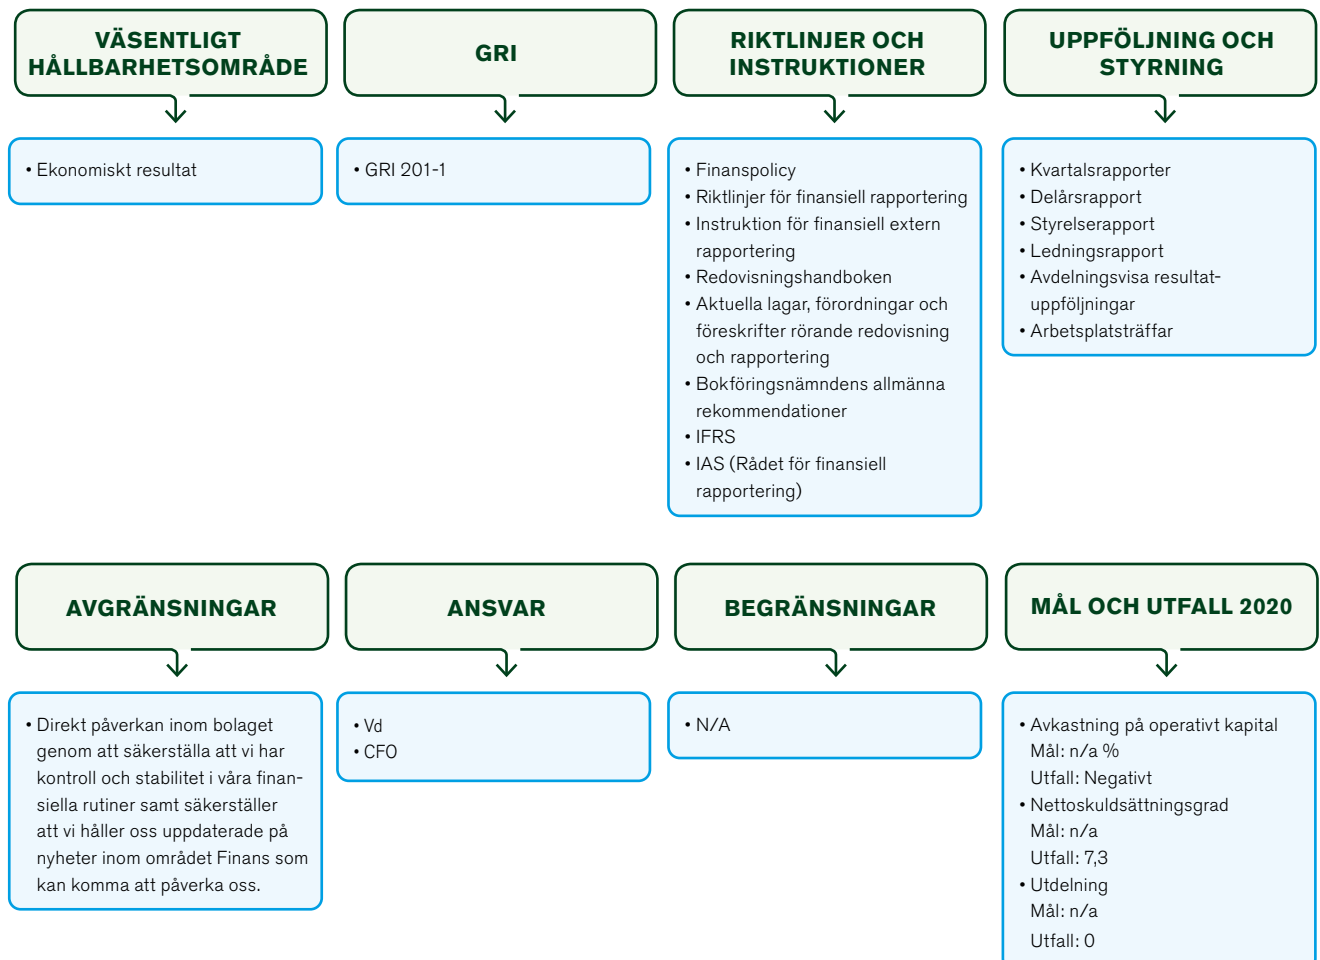 VÄSENTLIGT
HÅLLBARHETSOMRÅDE
• Ekonomiskt resultat
GRI
• GRI 201-1
RIKTLINJER OCH
INSTRUKTIONER
• Finanspolicy
• Riktlinjer för finansiell rapportering
• Instruktion för finansiell extern
rapportering
• Redovisningshandboken
• Aktuella lagar, förordningar och
föreskrifter rörande redovisning
och rapportering
• Bokföringsnämndens allmänna
rekommendationer
• IFRS
• IAS (Rådet för finansiell
rapportering)
UPPFÖLJNING OCH
STYRNING
• Kvartalsrapporter
• Delårsrapport
• Styrelserapport
• Ledningsrapport
• Avdelningsvisa resultat-
uppföljningar
• Arbetsplatsträffar
AVGRÄNSNINGAR
• Direkt påverkan inom bolaget
genom att säkerställa att vi har
kontroll och stabilitet i våra finan-
siella rutiner samt säkerställer
att vi håller oss uppdaterade på
nyheter inom området Finans som
kan komma att påverka oss.
ANSVAR
• Vd
• CFO
BEGRÄNSNINGAR
• N/A
MÅL OCH UTFALL 2020
• Avkastning på operativt kapital
Mål: n/a %
Utfall: Negativt
• Nettoskuldsättningsgrad
Mål: n/a
Utfall: 7,3
• Utdelning
Mål: n/a
Utfall: 0